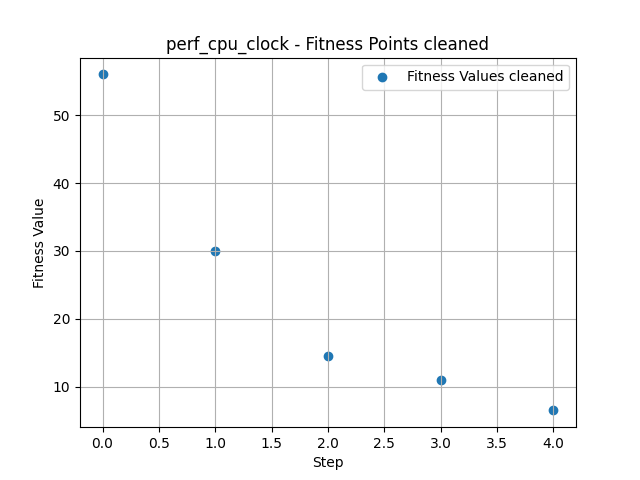 perf_cpu_clock - Fitness Points cleaned
Fitness Values cleaned
Fitness Value
50
40
30
20
10
0.0 0.5 1.0 1.5 2.0 2.5 3.0 3.5 4.0
Step